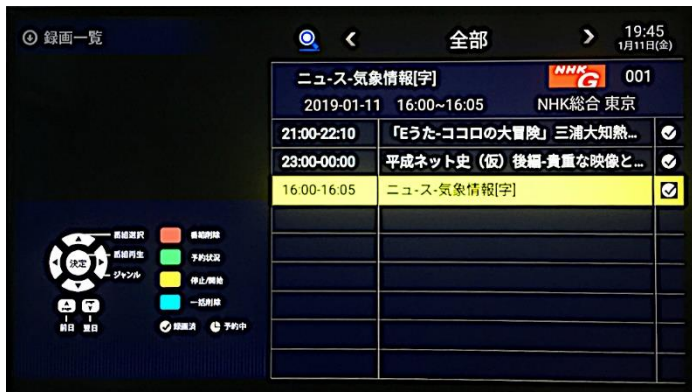 録画一覧
全部
19:45
1月11日(金)
ニュ-ス-気象情報[字]
NHK G
001
2019-01-11 16:00~16:05 NHK総合 東京
21:00-22:10 「Eうた-ココロの大冒険」三浦大知熱...
23:00-00:00 平成ネット史（仮）後編-貴重な映像と...
16:00-16:05 ニュ-ス-気象情報[字]
番組選択
番組再生
ジャンル
決定
前日 翌日
番組削除
予約状況
停止/開始
一括削除
録画済 予約中